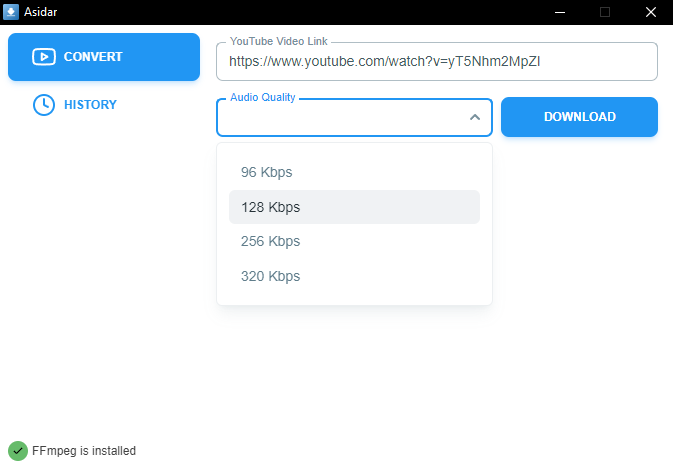 Asidar
CONVERT
HISTORY
YouTube Video Link
https://www.youtube.com/watch?v=yT5Nhm2MpZI
Audio Quality
DOWNLOAD
96 Kbps
128 Kbps
256 Kbps
320 Kbps
FFmpeg is installed